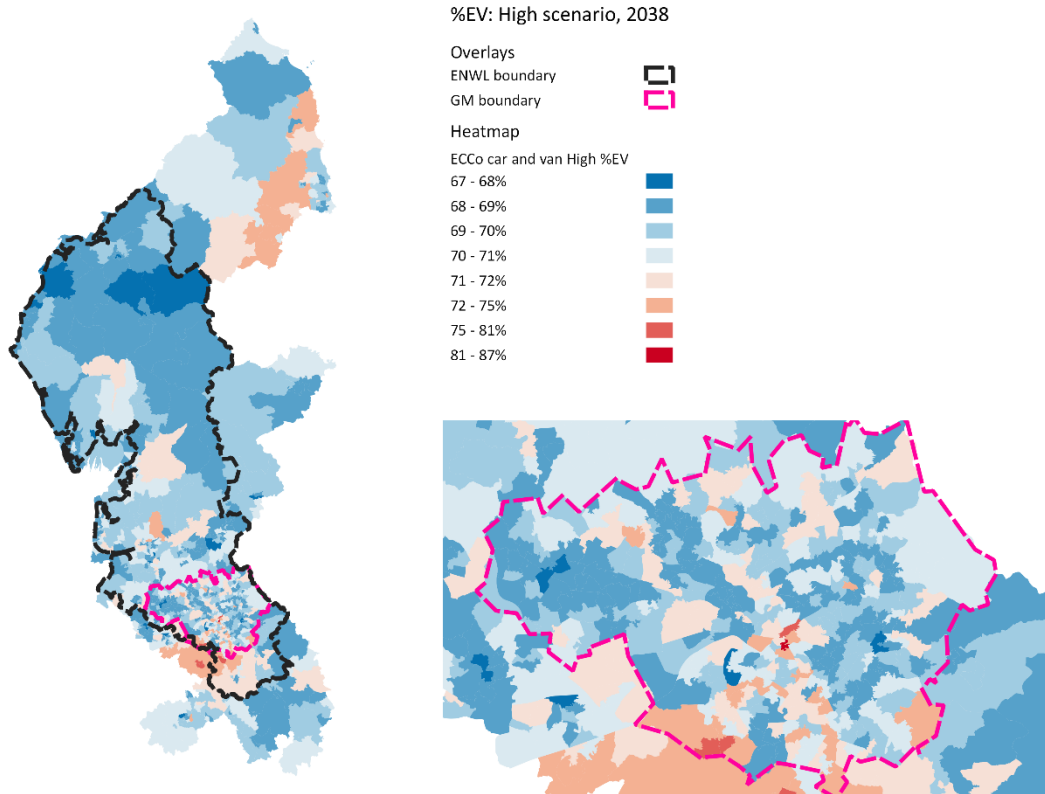 %EV: High scenario, 2038
Overlays
ENWL boundary
GM boundary
Heatmap
ECCo car and van High %EV
67 - 68%
68 - 69%
69 - 70%
70 - 71%
71 - 72%
72 - 75%
75 - 81%
81 - 87%